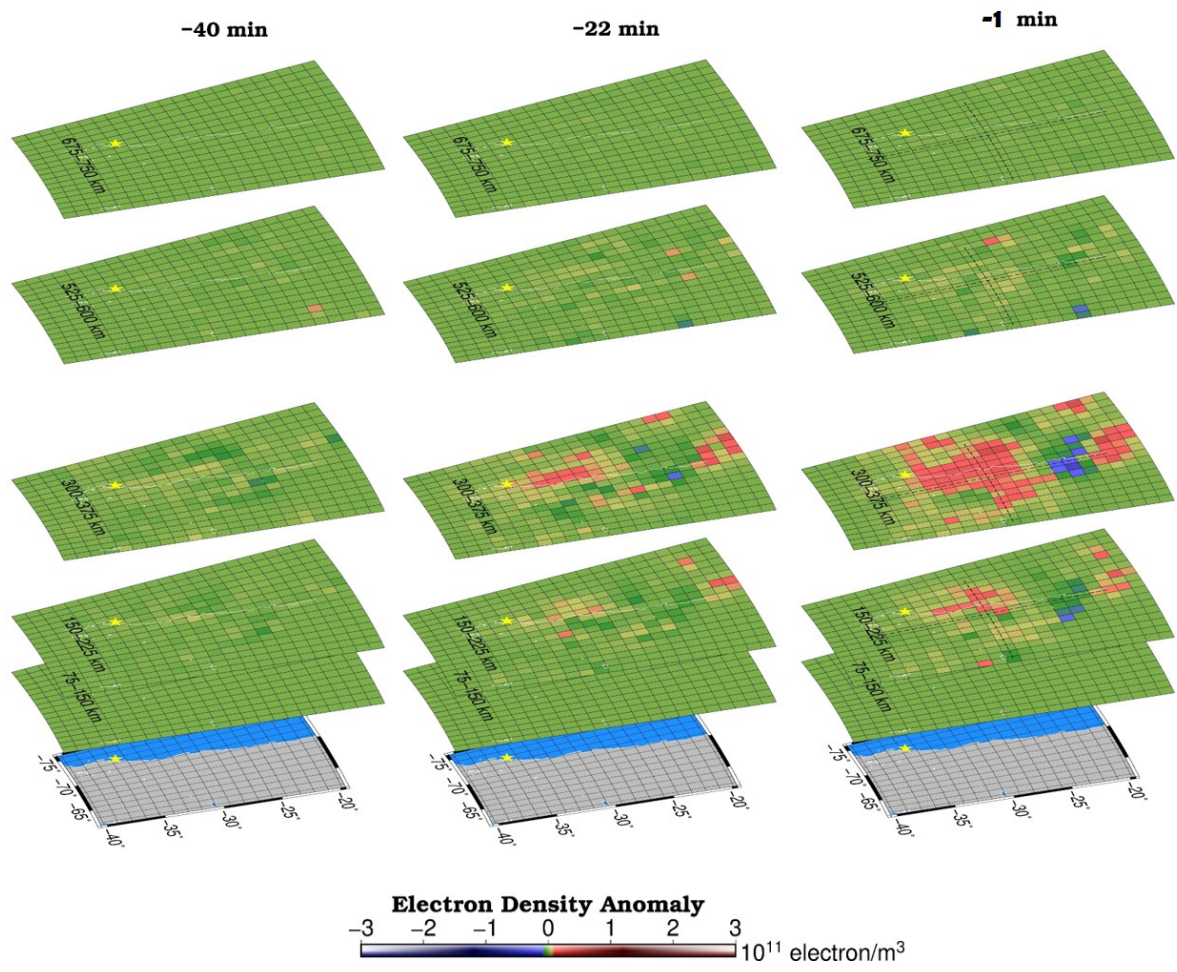 −40 min
−22 min
-1 min
675−750 km
675−750 km
675−750 km
525−600 km
525−600 km
525−600 km
300−375 km
300−375 km
300−375 km
150−225 km
150−225 km
150−225 km
75−150 km
75−150 km
75−150 km
−75° −70° −65° −40° −35° −30° −25° −20°
−75° −70° −65° −40° −35° −30° −25° −20°
−75° −70° −65° −40° −35° −30° −25° −20°
Electron Density Anomaly
−3 −2 −1 0 1 2 3
10¹¹ electron/m³